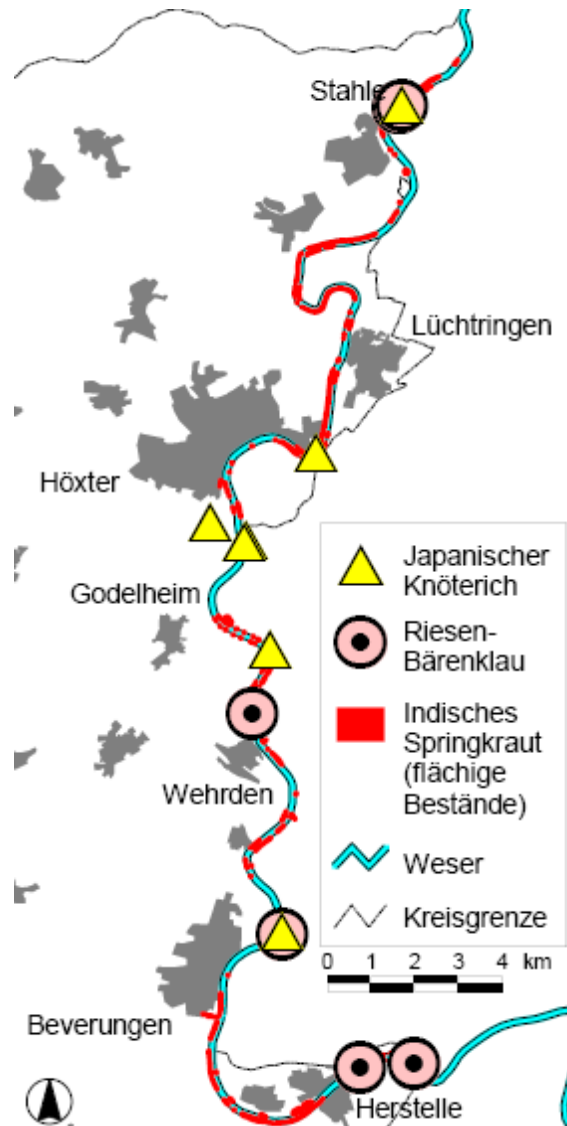 Stahle
Lüchtringen
Höxter
Godelheim
Wehrden
Beverungen
Herstelle
Japanischer
Knöterich
Riesen-
Bärenklau
Indisches
Springkraut
(flächige
Bestände)
Weser
Kreisgrenze
0 1 2 3 4 km